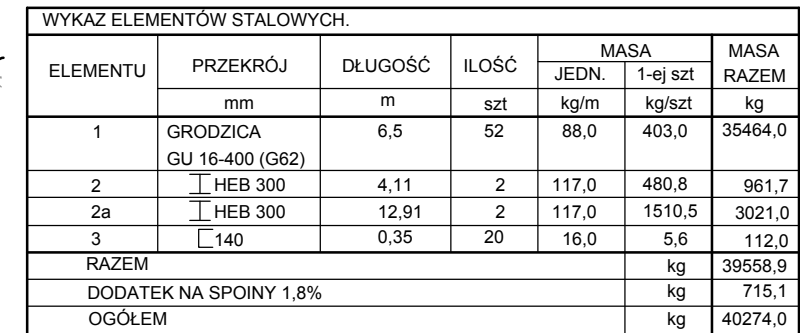 WYKAZ ELEMENTÓW STALOWYCH.
ELEMENTU PRZEKRÓJ DŁUGOŚĆ ILOŚĆ MASA MASA RAZEM
JEDN. 1-ej szt
mm m szt kg/m kg/szt kg
1 GRODZICA 6,5 52 88,0 403,0 35464,0
GU 16-400 (G62)
2 HEB 300 4,11 2 117,0 480,8 961,7
2a HEB 300 12,91 2 117,0 1510,5 3021,0
3 140 0,35 20 16,0 5,6 112,0
RAZEM kg 39558,9
DODATEK NA SPOINY 1,8% kg 715,1
OGÓŁEM kg 40274,0